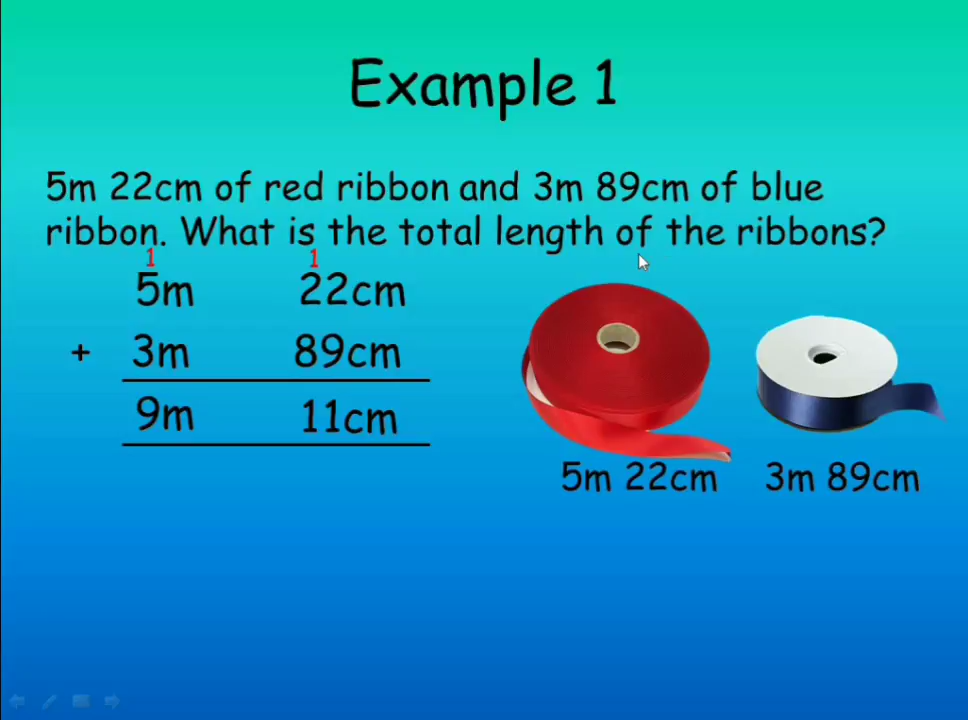 Example 1
5m 22cm of red ribbon and 3m 89cm of blue
ribbon. What is the total length of the ribbons?
1 1
5m 22cm
+ 3m 89cm
9m 11cm
5m 22cm 3m 89cm